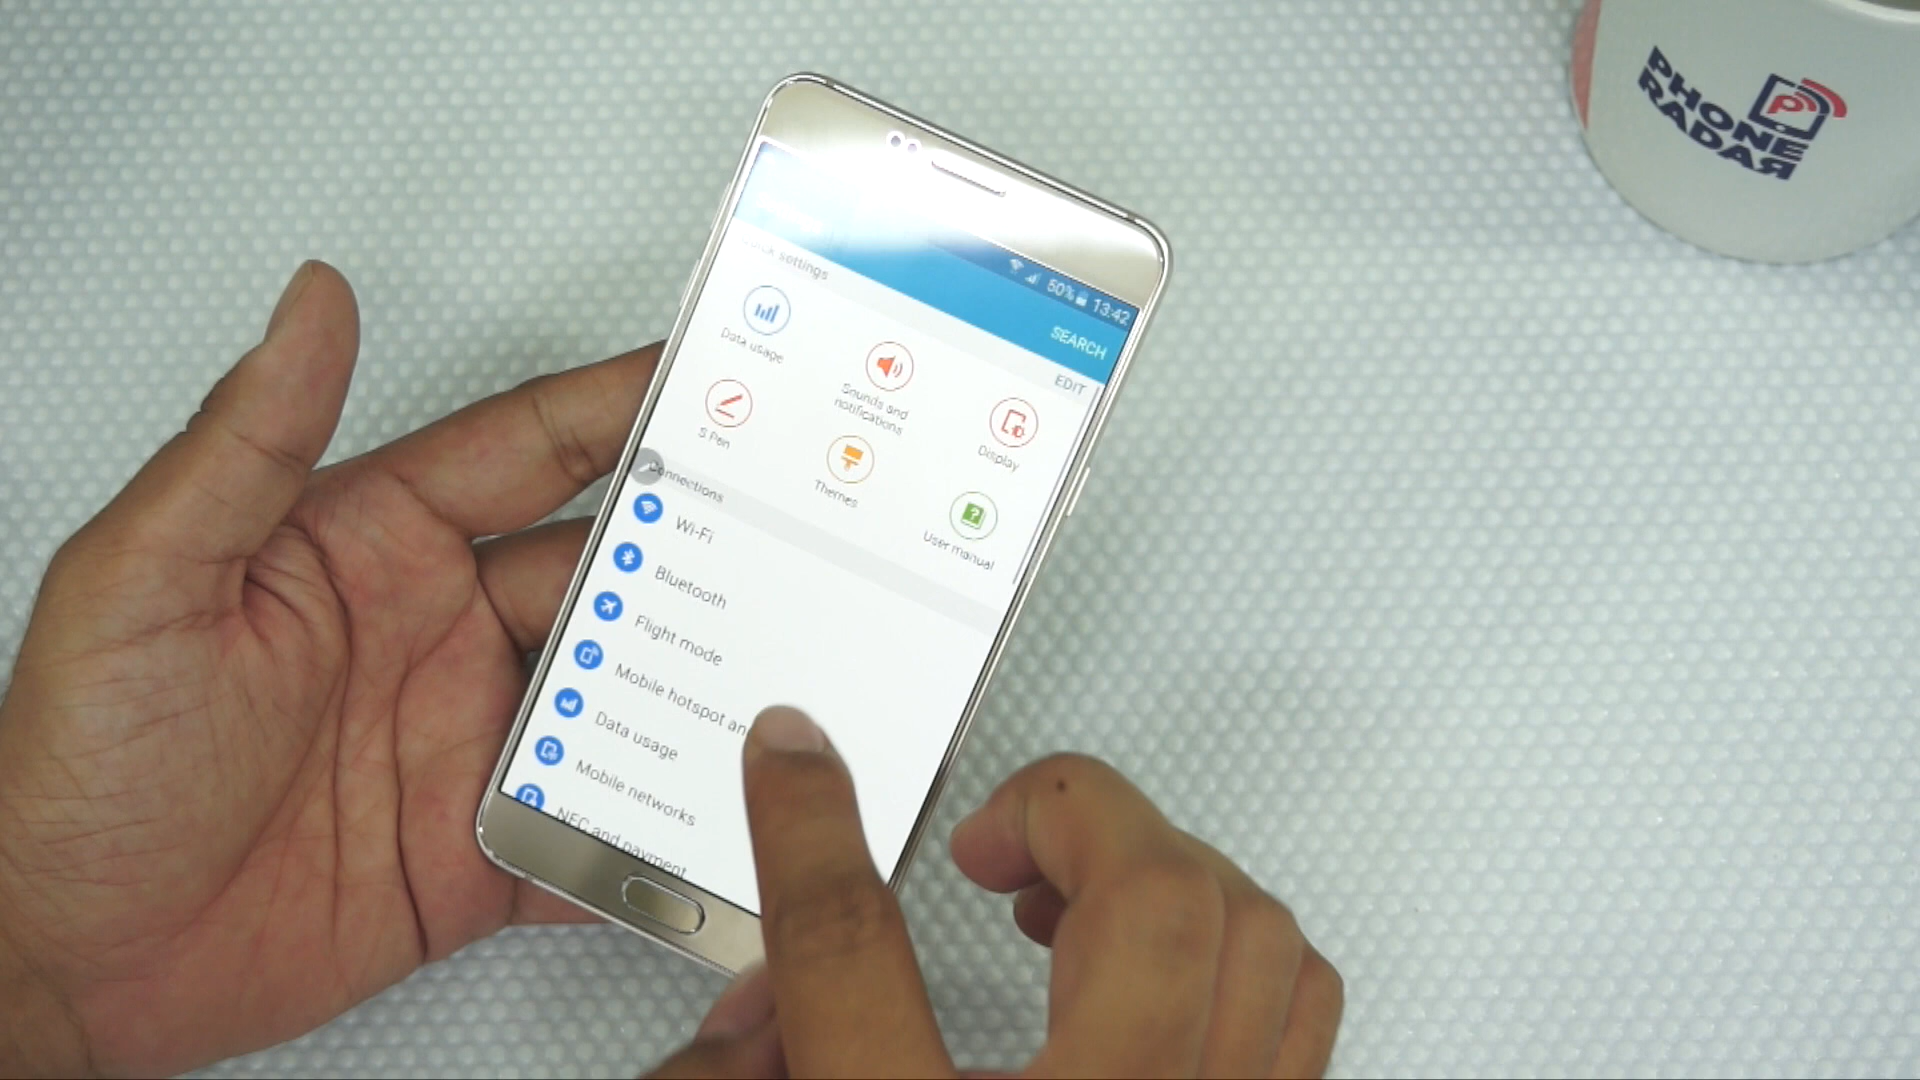 PHONE
RADAR
50% 13:42
SEARCH
Quick settings
EDIT
Data usage
Sounds and
notifications
Display
S Pen
Themes
User manual
Connections
Wi-Fi
Bluetooth
Flight mode
Mobile hotspot an
Data usage
Mobile networks
NFC and payment